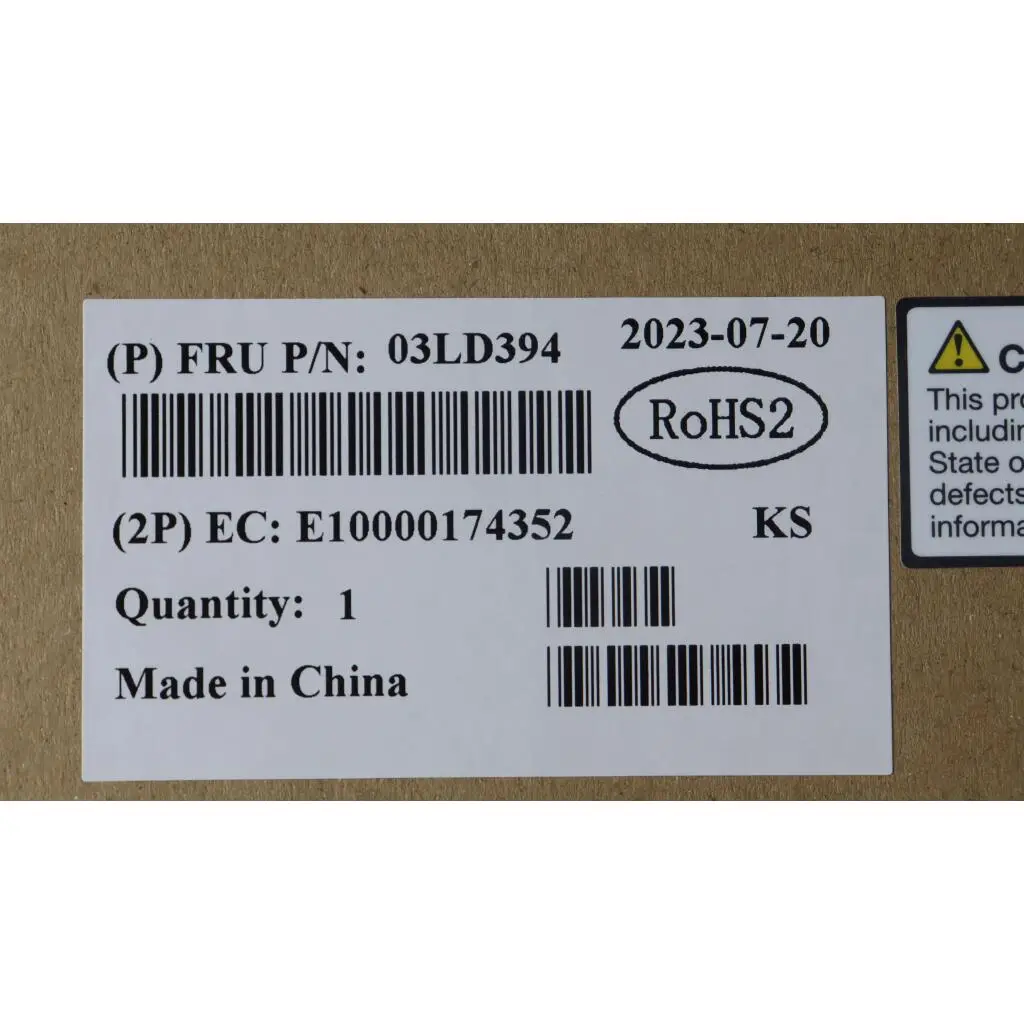 (P) FRU P/N: 03LD394 2023-07-20
RoHS2
(2P) EC: E10000174352 KS
Quantity: 1
Made in China
C
This pro
includin
State o
defects
informa